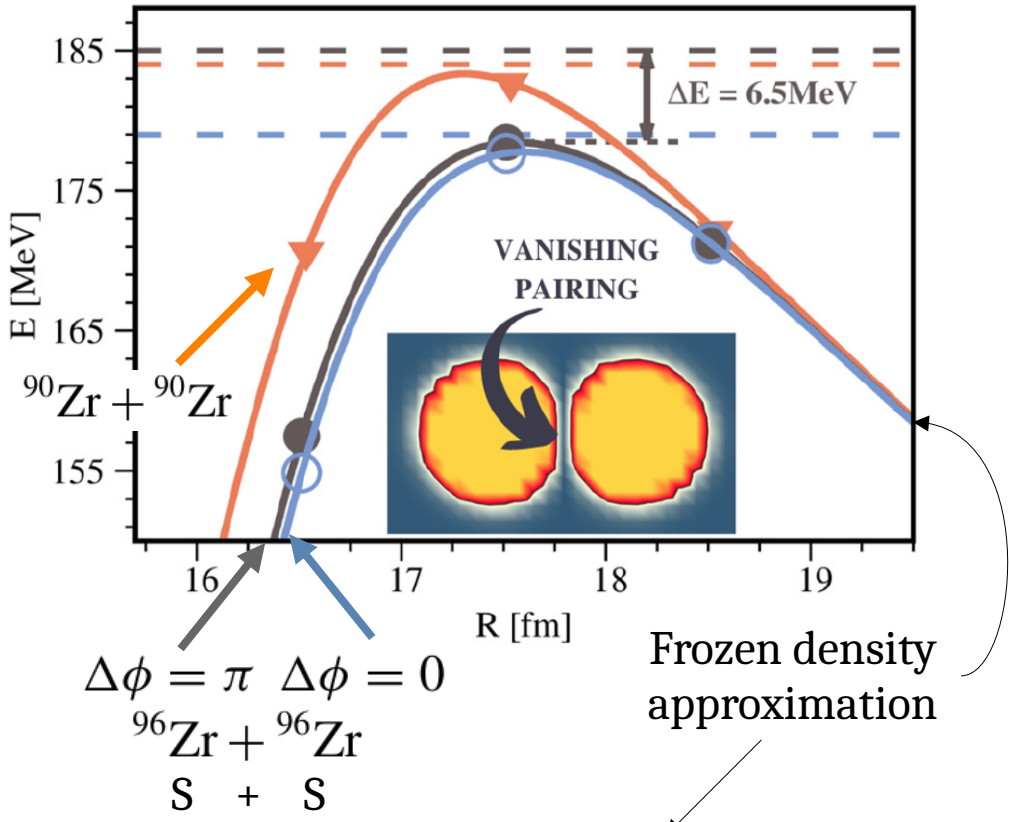 185
175
165
155
E [MeV]
ΔE = 6.5MeV
VANISHING
PAIRING
⁹⁰Zr + ⁹⁰Zr
16 17 18 19
R [fm]
Δϕ = π Δϕ = 0
⁹⁶Zr + ⁹⁶Zr
S + S
Frozen density
approximation